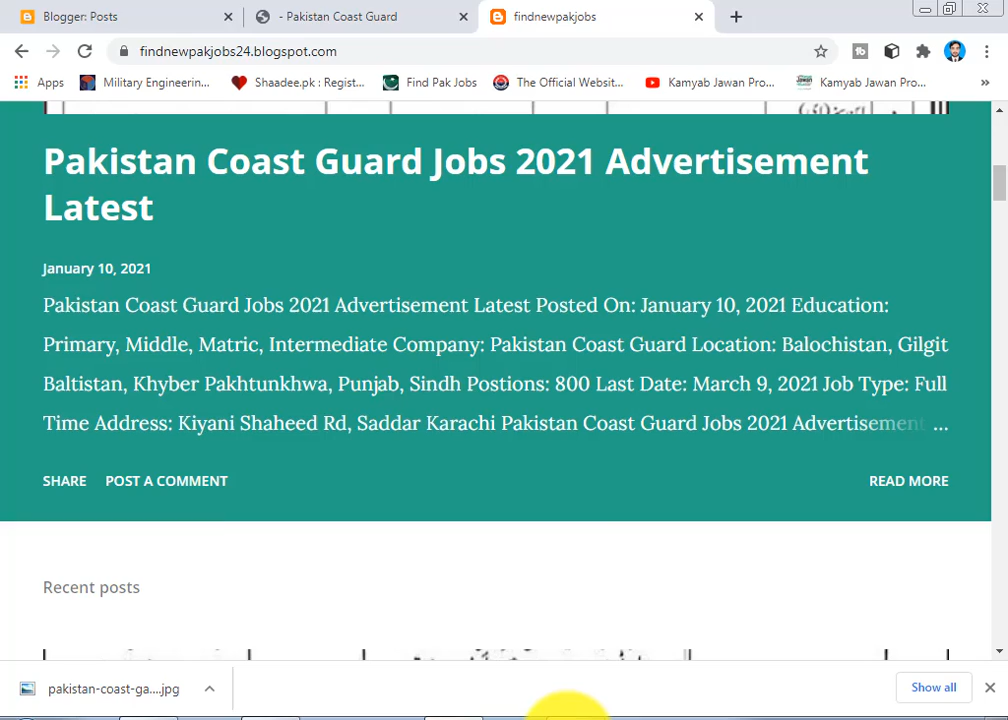 Blogger: Posts
- Pakistan Coast Guard
findnewpakjobs
findnewpakjobs24.blogspot.com
Apps
Military Engineerin...
Shaadee.pk : Regist...
Find Pak Jobs
The Official Websit...
Kamyab Jawan Pro...
Kamyab Jawan Pro...
»
Pakistan Coast Guard Jobs 2021 Advertisement
Latest
January 10, 2021
Pakistan Coast Guard Jobs 2021 Advertisement Latest Posted On: January 10, 2021 Education:
Primary, Middle, Matric, Intermediate Company: Pakistan Coast Guard Location: Balochistan, Gilgit
Baltistan, Khyber Pakhtunkhwa, Punjab, Sindh Postions: 800 Last Date: March 9, 2021 Job Type: Full
Time Address: Kiyani Shaheed Rd, Saddar Karachi Pakistan Coast Guard Jobs 2021 Advertisement ...
SHARE
POST A COMMENT
READ MORE
Recent posts
pakistan-coast-ga....jpg
Show all